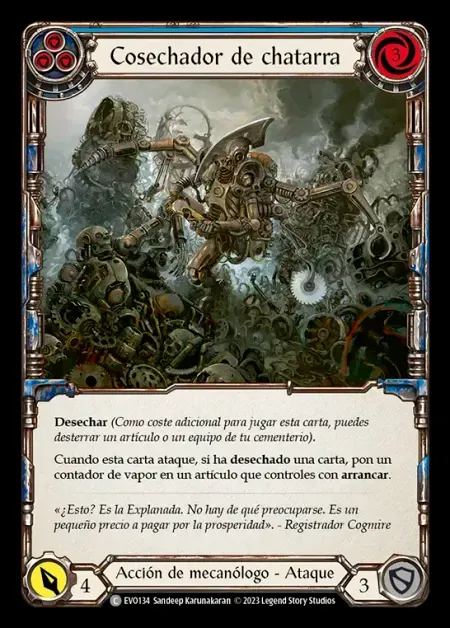 Cosechador de chatarra
3
Desechar (Como coste adicional para jugar esta carta, puedes
desterrar un artículo o un equipo de tu cementerio).
Cuando esta carta ataque, si ha desechado una carta, pon un
contador de vapor en un artículo que controles con arrancar.
«¿Esto? Es la Explanada. No hay de qué preocuparse. Es un
pequeño precio a pagar por la prosperidad». - Registrador Cogmire
4 Acción de mecanólogo - Ataque 3
C EVO134 Sandeep Karunakaran © 2023 Legend Story Studios